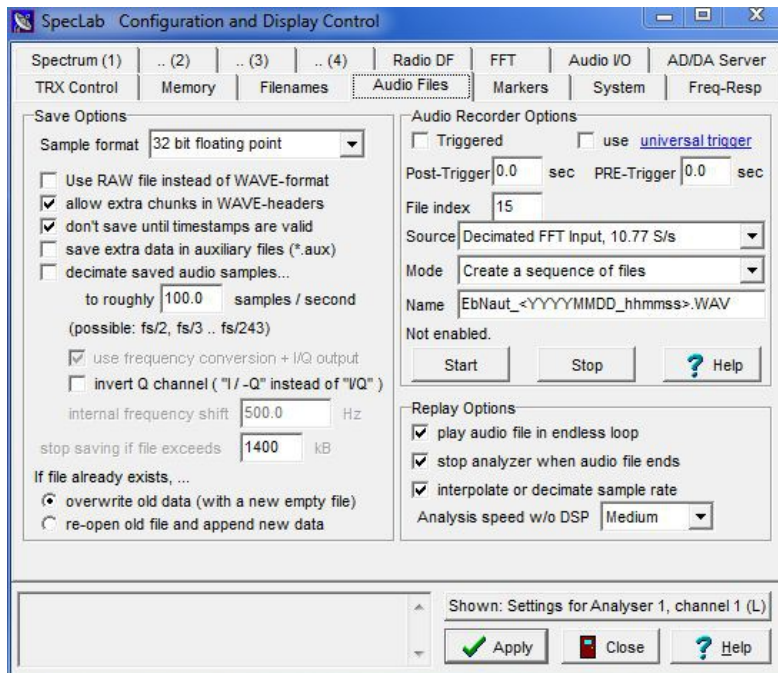 SpecLab Configuration and Display Control
Spectrum (1) .. (2) .. (3) .. (4) Radio DF FFT Audio I/O AD/DA Server
TRX Control Memory Filenames Audio Files Markers System Freq-Resp
Save Options
Sample format 32 bit floating point
Use RAW file instead of WAVE-format
allow extra chunks in WAVE-headers
don't save until timestamps are valid
save extra data in auxiliary files (*.aux)
decimate saved audio samples...
to roughly 100.0 samples / second
(possible: fs/2, fs/3 .. fs/243)
use frequency conversion + I/Q output
invert Q channel ( "I / -Q" instead of "I/Q" )
internal frequency shift 500.0 Hz
stop saving if file exceeds 1400 kB
If file already exists, ...
overwrite old data (with a new empty file)
re-open old file and append new data
Audio Recorder Options
Triggered use universal trigger
Post-Trigger 0.0 sec PRE-Trigger 0.0 sec
File index 15
Source Decimated FFT Input, 10.77 S/s
Mode Create a sequence of files
Name EbNaut_<YYYYMMDD_hhmmss>.WAV
Not enabled.
Start Stop ? Help
Replay Options
play audio file in endless loop
stop analyzer when audio file ends
interpolate or decimate sample rate
Analysis speed w/o DSP Medium
Shown: Settings for Analyser 1, channel 1 (L)
Apply Close ? Help